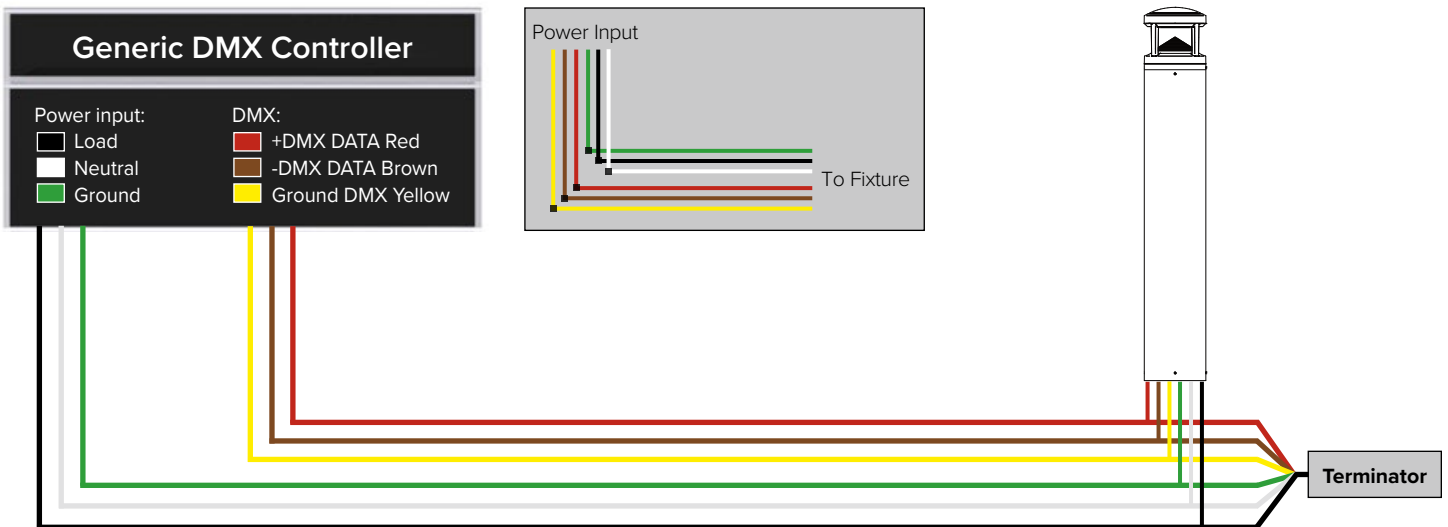 Generic DMX Controller
Power input:
Load
Neutral
Ground
DMX:
+DMX DATA Red
-DMX DATA Brown
Ground DMX Yellow
Power Input
To Fixture
Terminator